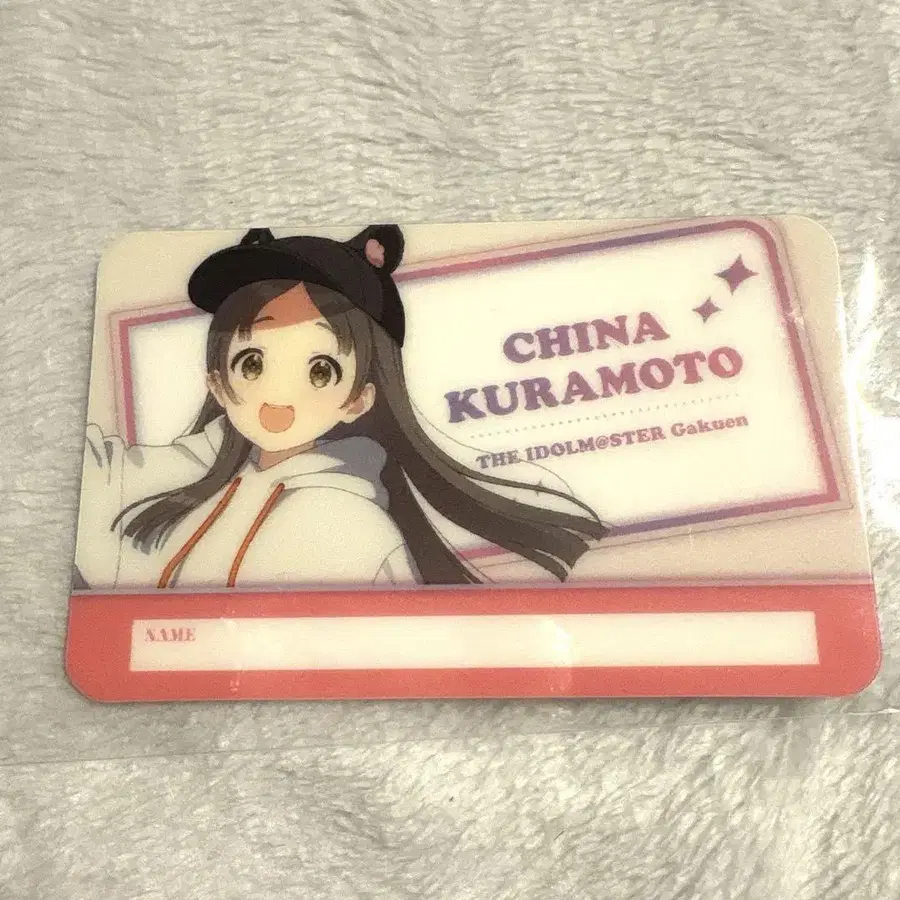 CHINA
KURAMOTO
THE IDOLM@STER Gakuen
NAME